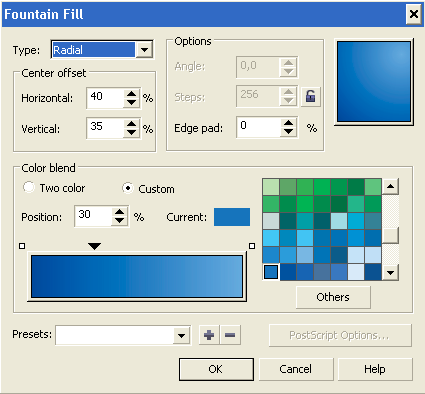 Fountain Fill
Type: Radial
Options
Angle: 0,0
Steps: 256
Edge pad: 0 %
Center offset
Horizontal: 40 %
Vertical: 35 %
Color blend
Two color Custom
Position: 30 % Current:
Others
Presets:
PostScript Options...
OK Cancel Help